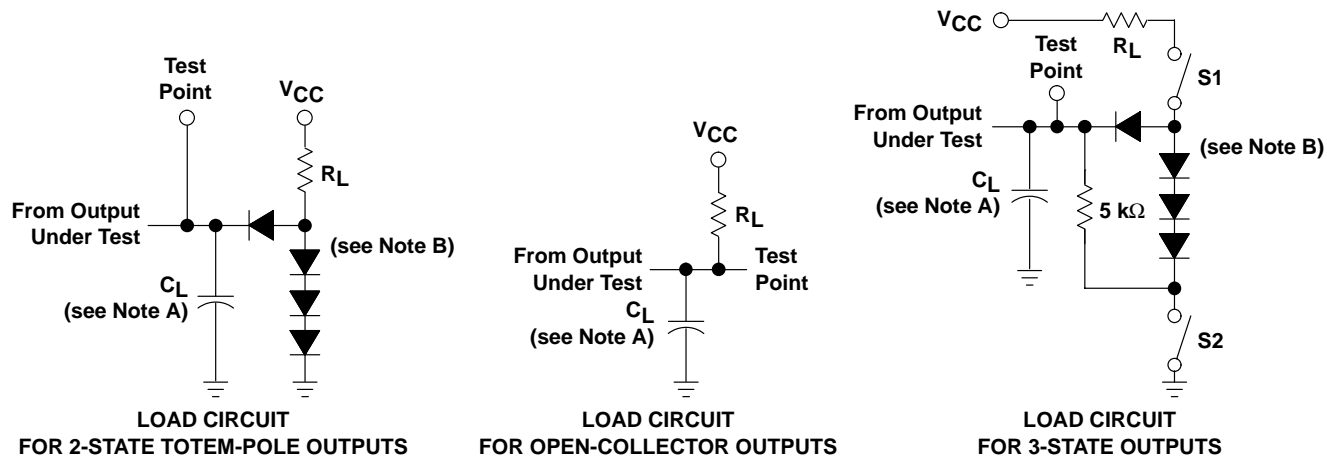 Test
Point
VCC
RL
From Output
Under Test
(see Note B)
CL
(see Note A)
LOAD CIRCUIT
FOR 2-STATE TOTEM-POLE OUTPUTS
VCC
RL
From Output
Under Test
Test
Point
CL
(see Note A)
LOAD CIRCUIT
FOR OPEN-COLLECTOR OUTPUTS
VCC
RL
Test
Point
S1
From Output
Under Test
(see Note B)
CL
(see Note A)
5 kΩ
S2
LOAD CIRCUIT
FOR 3-STATE OUTPUTS